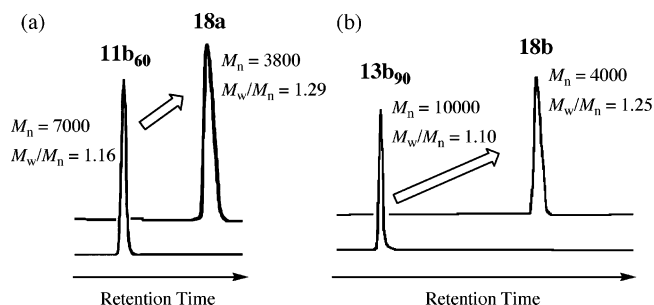 (a)
11b60
Mn = 7000
Mw/Mn = 1.16
18a
Mn = 3800
Mw/Mn = 1.29
Retention Time
(b)
13b90
Mn = 10000
Mw/Mn = 1.10
18b
Mn = 4000
Mw/Mn = 1.25
Retention Time